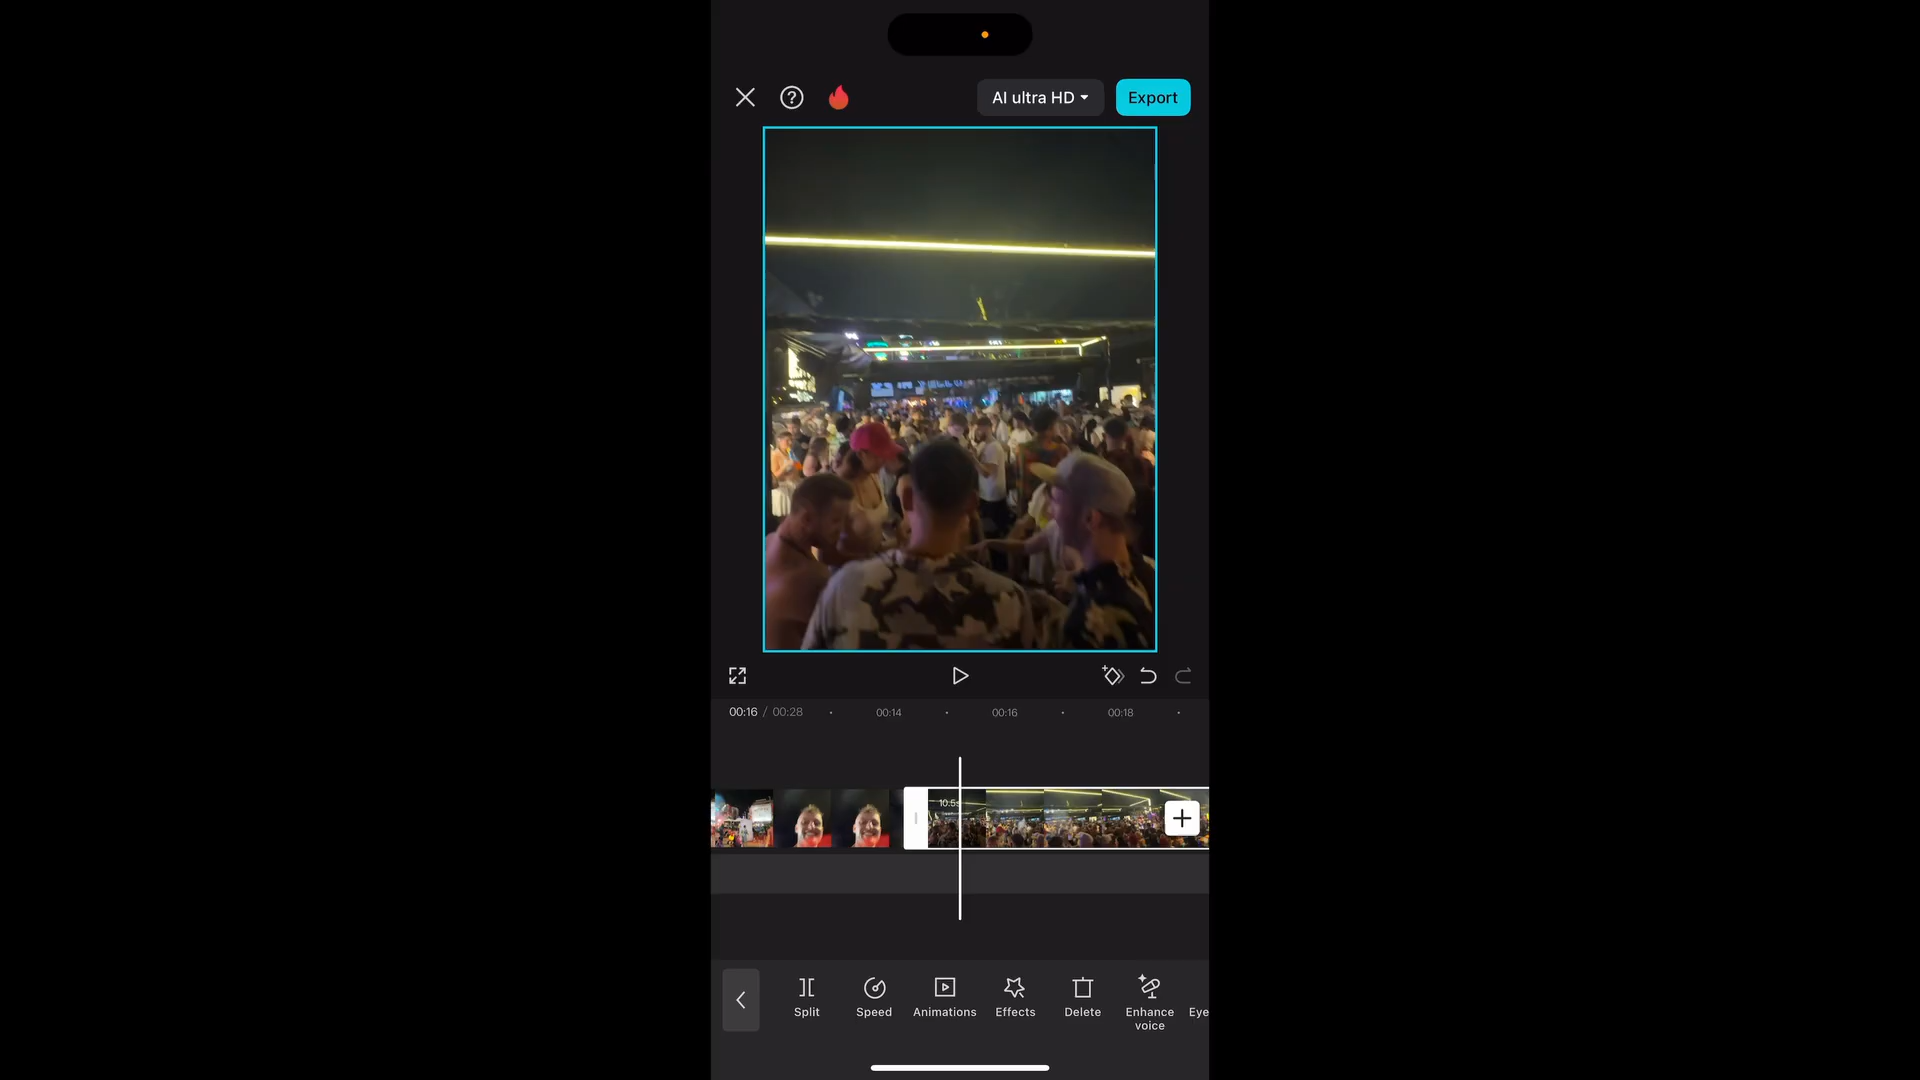 AI ultra HD
Export
00:16 / 00:28
00:14
00:16
00:18
10.5s
Split
Speed
Animations
Effects
Delete
Enhance
voice
Eye